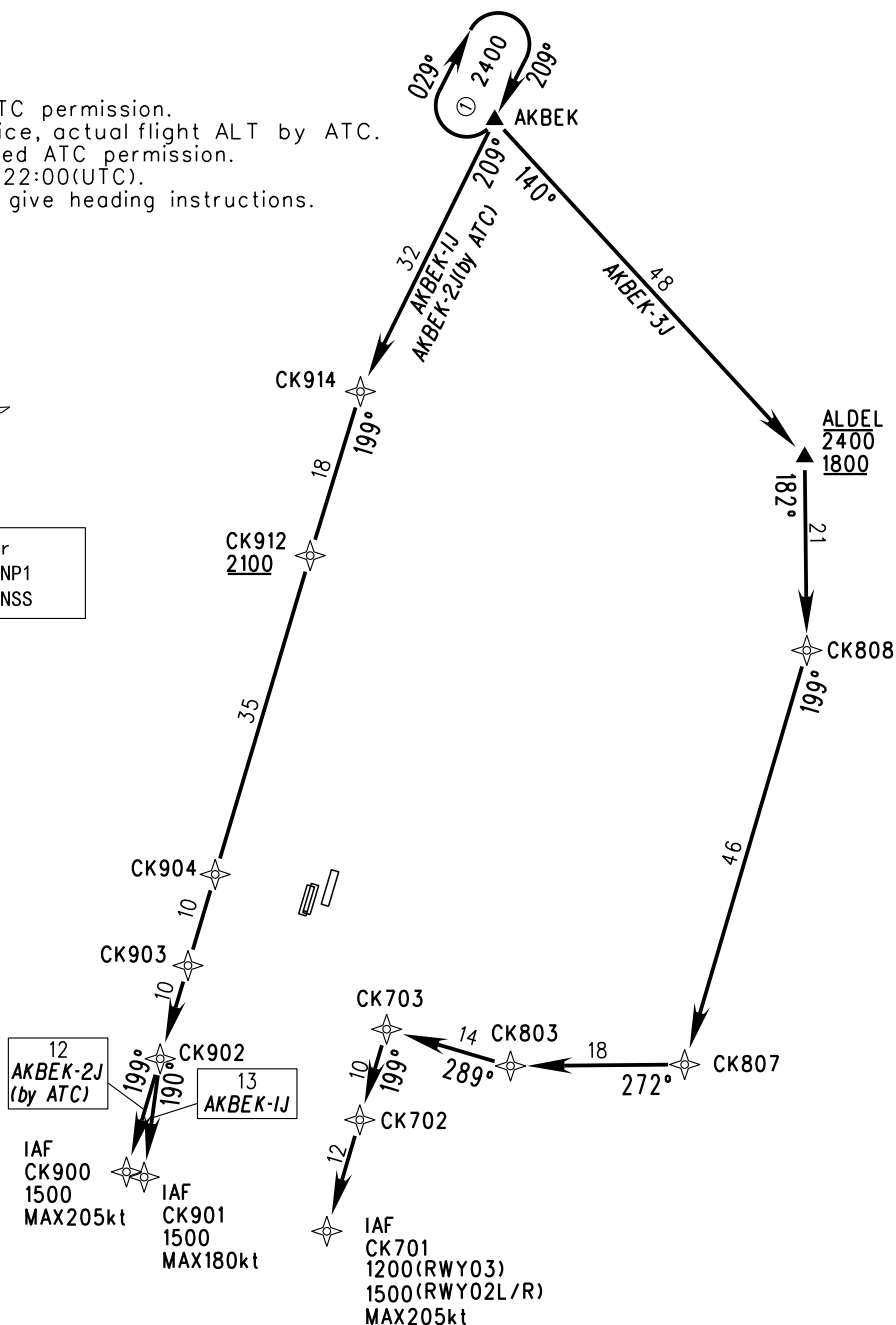 029°
2400
①
209°
TC permission.
ice, actual flight ALT by ATC.
ed ATC permission.
22:00(UTC).
give heading instructions.
AKBEK
209°
140°
32
AKBEK-1J
AKBEK-2J(by ATC)
48
AKBEK-3J
CK914
199°
ALDEL
2400
1800
182°
18
21
CK912
2100
r
NP1
NSS
CK808
199°
35
46
CK904
10
CK903
10
CK703
14
CK803
18
CK807
289°
272°
10
199°
CK902
12
AKBEK-2J
(by ATC)
199°
190°
13
AKBEK-1J
CK702
12
IAF
CK900
1500
MAX205kt
IAF
CK901
1500
MAX180kt
IAF
CK701
1200(RWY03)
1500(RWY02L/R)
MAX205kt